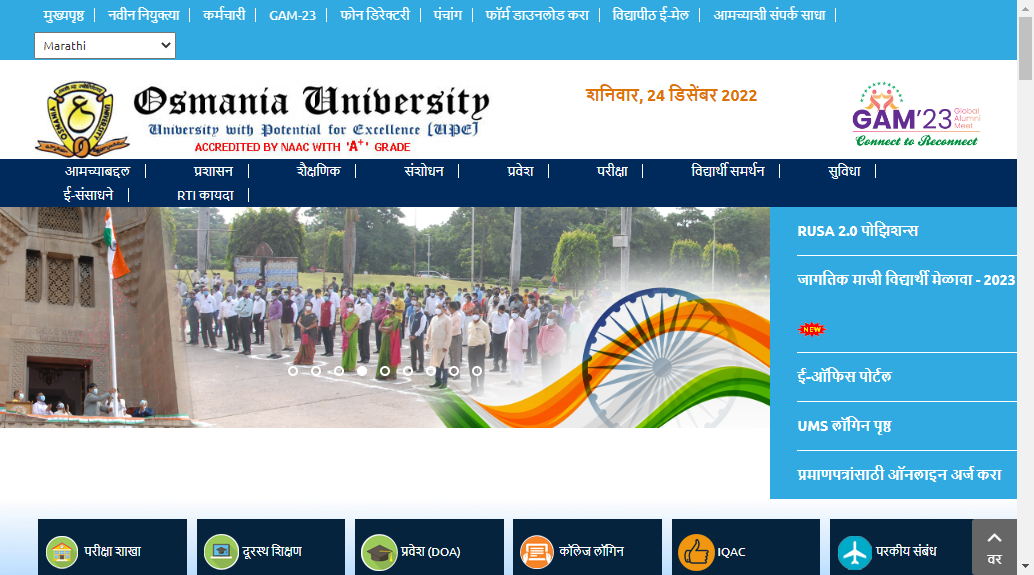 मुख्यपृष्ठ नवीन नियुक्त्या कर्मचारी GAM-23 फोन डिरेक्टरी पंचांग फॉर्म डाउनलोड करा विद्यापीठ ई-मेल आमच्याशी संपर्क साधा
Marathi
Osmania University
University with Potential for Excellence [UPE]
ACCREDITED BY NAAC WITH 'A+' GRADE
शनिवार, 24 डिसेंबर 2022
GAM'23 Global Alumni Meet
Connect to Reconnect
आमच्याबद्दल प्रशासन शैक्षणिक संशोधन प्रवेश परीक्षा विद्यार्थी समर्थन सुविधा
ई-संसाधने RTI कायदा
RUSA 2.0 पोझिशन्स
जागतिक माजी विद्यार्थी मेळावा - 2023
NEW
ई-ऑफिस पोर्टल
UMS लॉगिन पृष्ठ
प्रमाणपत्रांसाठी ऑनलाइन अर्ज करा
परीक्षा शाखा दूरस्थ शिक्षण प्रवेश (DOA) कॉलेज लॉगिन IQAC परकीय संबंध
वर